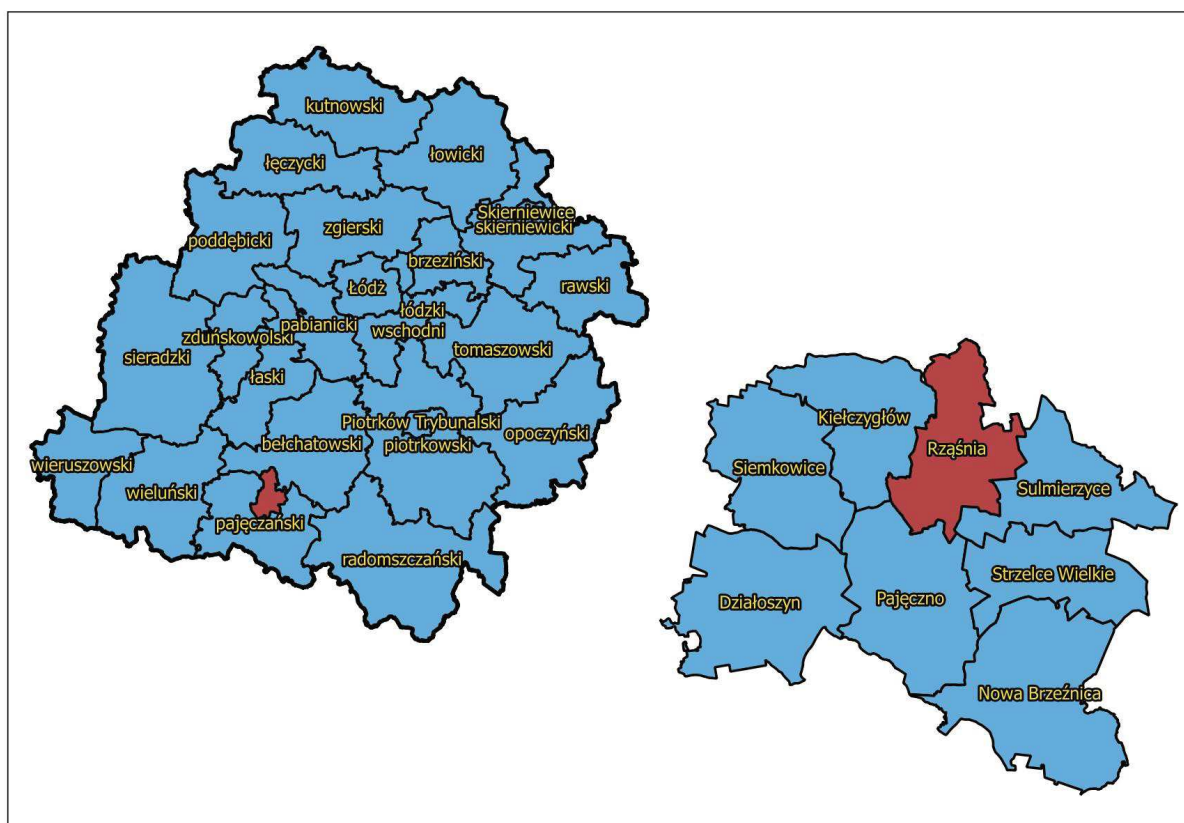 kutnowski
łęczycki
łowicki
Skierniewice
skierniewicki
zgierski
poddębicki
brzeziński
rawski
Łódź
łódzki
wschodni
pabianicki
zduńskowolski
sieradzki
tomaszowski
łaski
Piotrków Trybunalski
piotrkowski
opoczyński
bełchatowski
wieruszowski
wieluński
pajęczański
radomszczański
Kiełczygłów
Rząśnia
Siemkowice
Sulmierzyce
Strzelce Wielkie
Działoszyn
Pajęczno
Nowa Brzeźnica